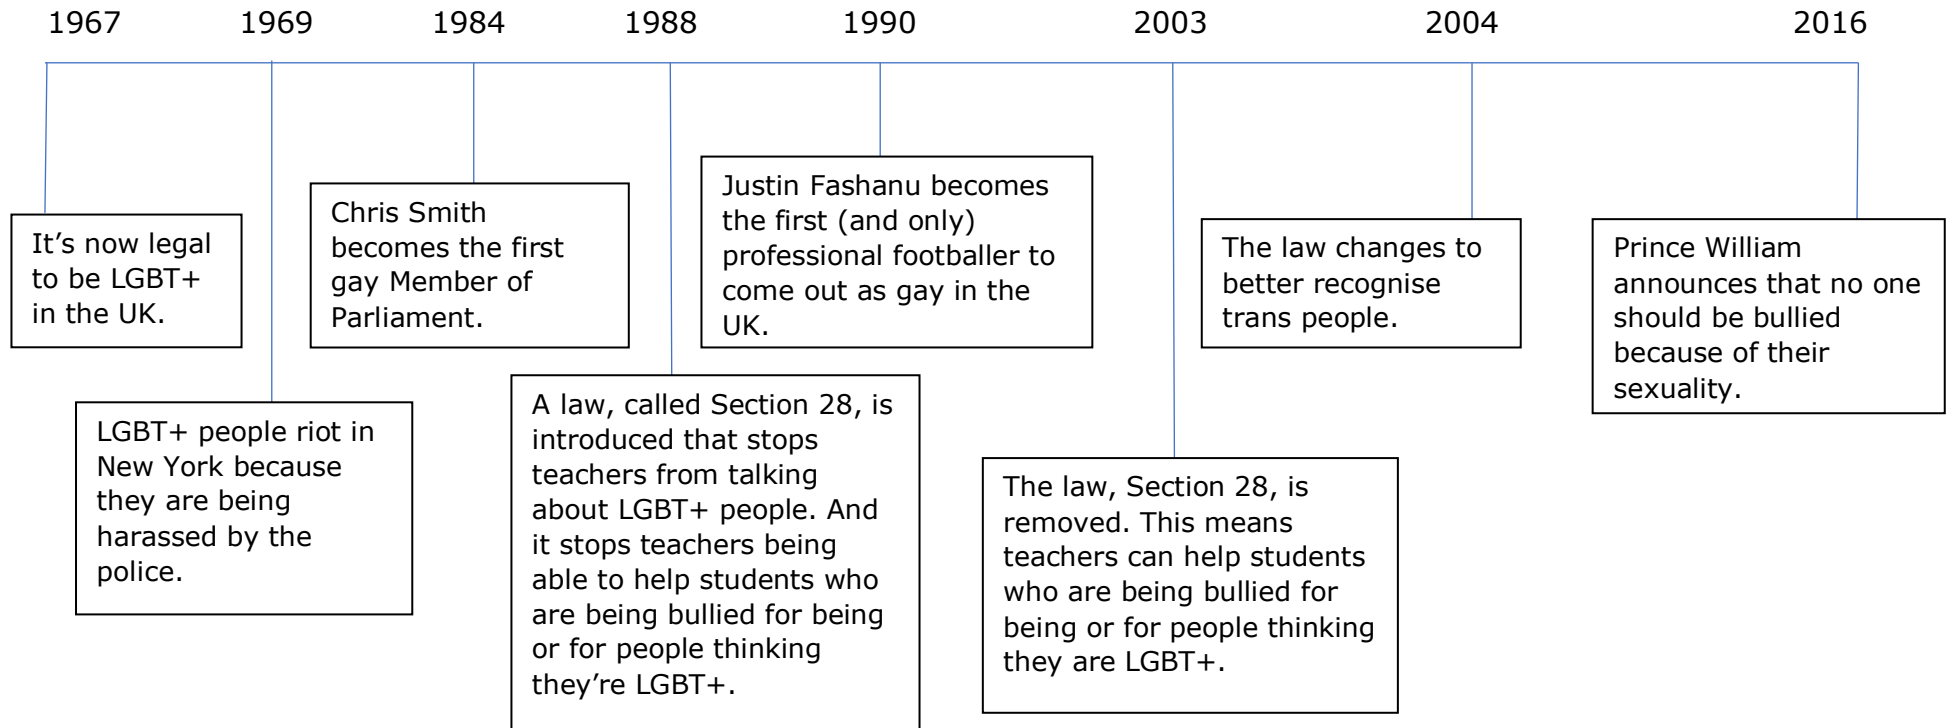 1967 1969 1984 1988 1990 2003 2004 2016
It’s now legal
to be LGBT+
in the UK.
LGBT+ people riot in
New York because
they are being
harassed by the
police.
Chris Smith
becomes the first
gay Member of
Parliament.
A law, called Section 28, is
introduced that stops
teachers from talking
about LGBT+ people. And
it stops teachers being
able to help students who
are being bullied for being
or for people thinking
they’re LGBT+.
Justin Fashanu becomes
the first (and only)
professional footballer to
come out as gay in the
UK.
The law, Section 28, is
removed. This means
teachers can help students
who are being bullied for
being or for people thinking
they are LGBT+.
The law changes to
better recognise
trans people.
Prince William
announces that no one
should be bullied
because of their
sexuality.